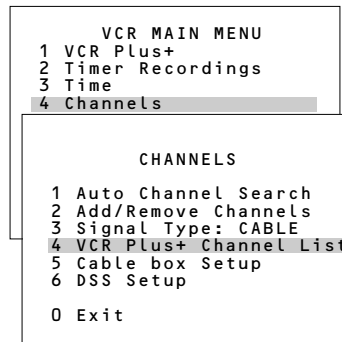 VCR MAIN MENU
1 VCR Plus+
2 Timer Recordings
3 Time
4 Channels
CHANNELS
1 Auto Channel Search
2 Add/Remove Channels
3 Signal Type: CABLE
4 VCR Plus+ Channel List
5 Cable box Setup
6 DSS Setup
0 Exit